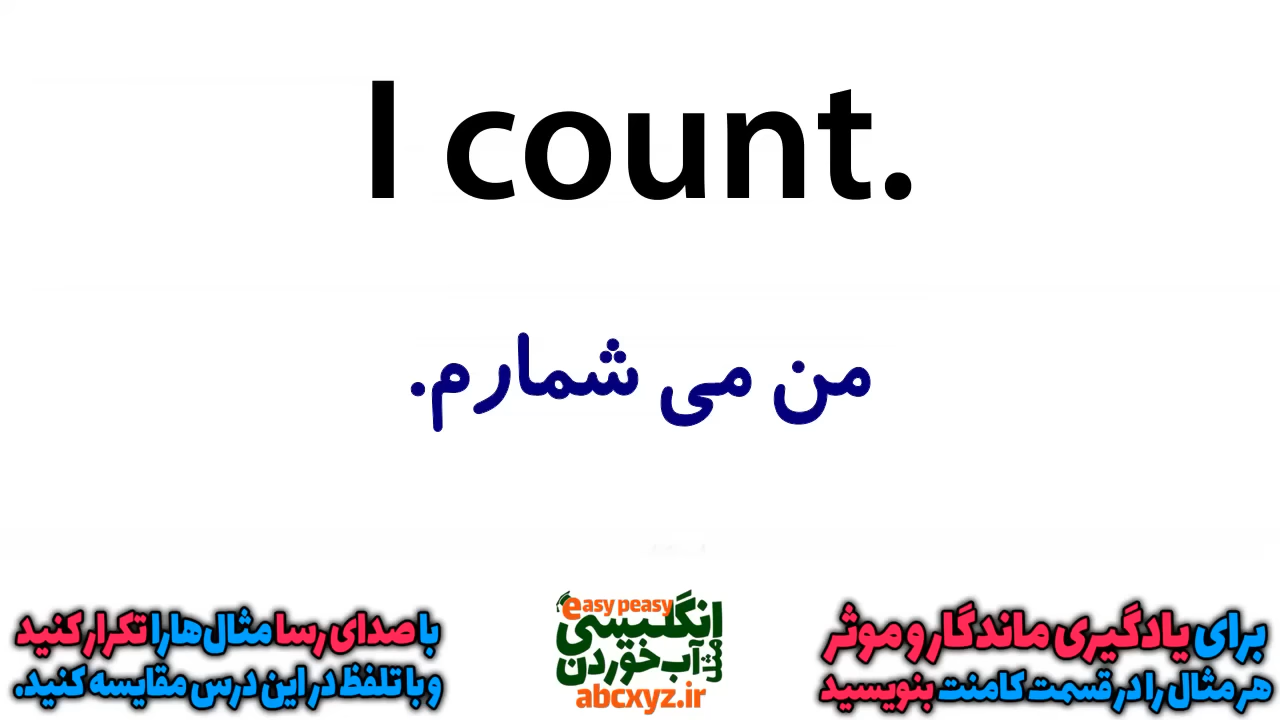 I count.
من می شمارم.
با صدای رسا مثال‌ها را تکرار کنید
و با تلفظ در این درس مقایسه کنید.
easy peasy
انگلیسی
مثل
آب خوردن
abcxyz.ir
برای یادگیری ماندگار و موثر
هر مثال را در قسمت کامنت بنویسید